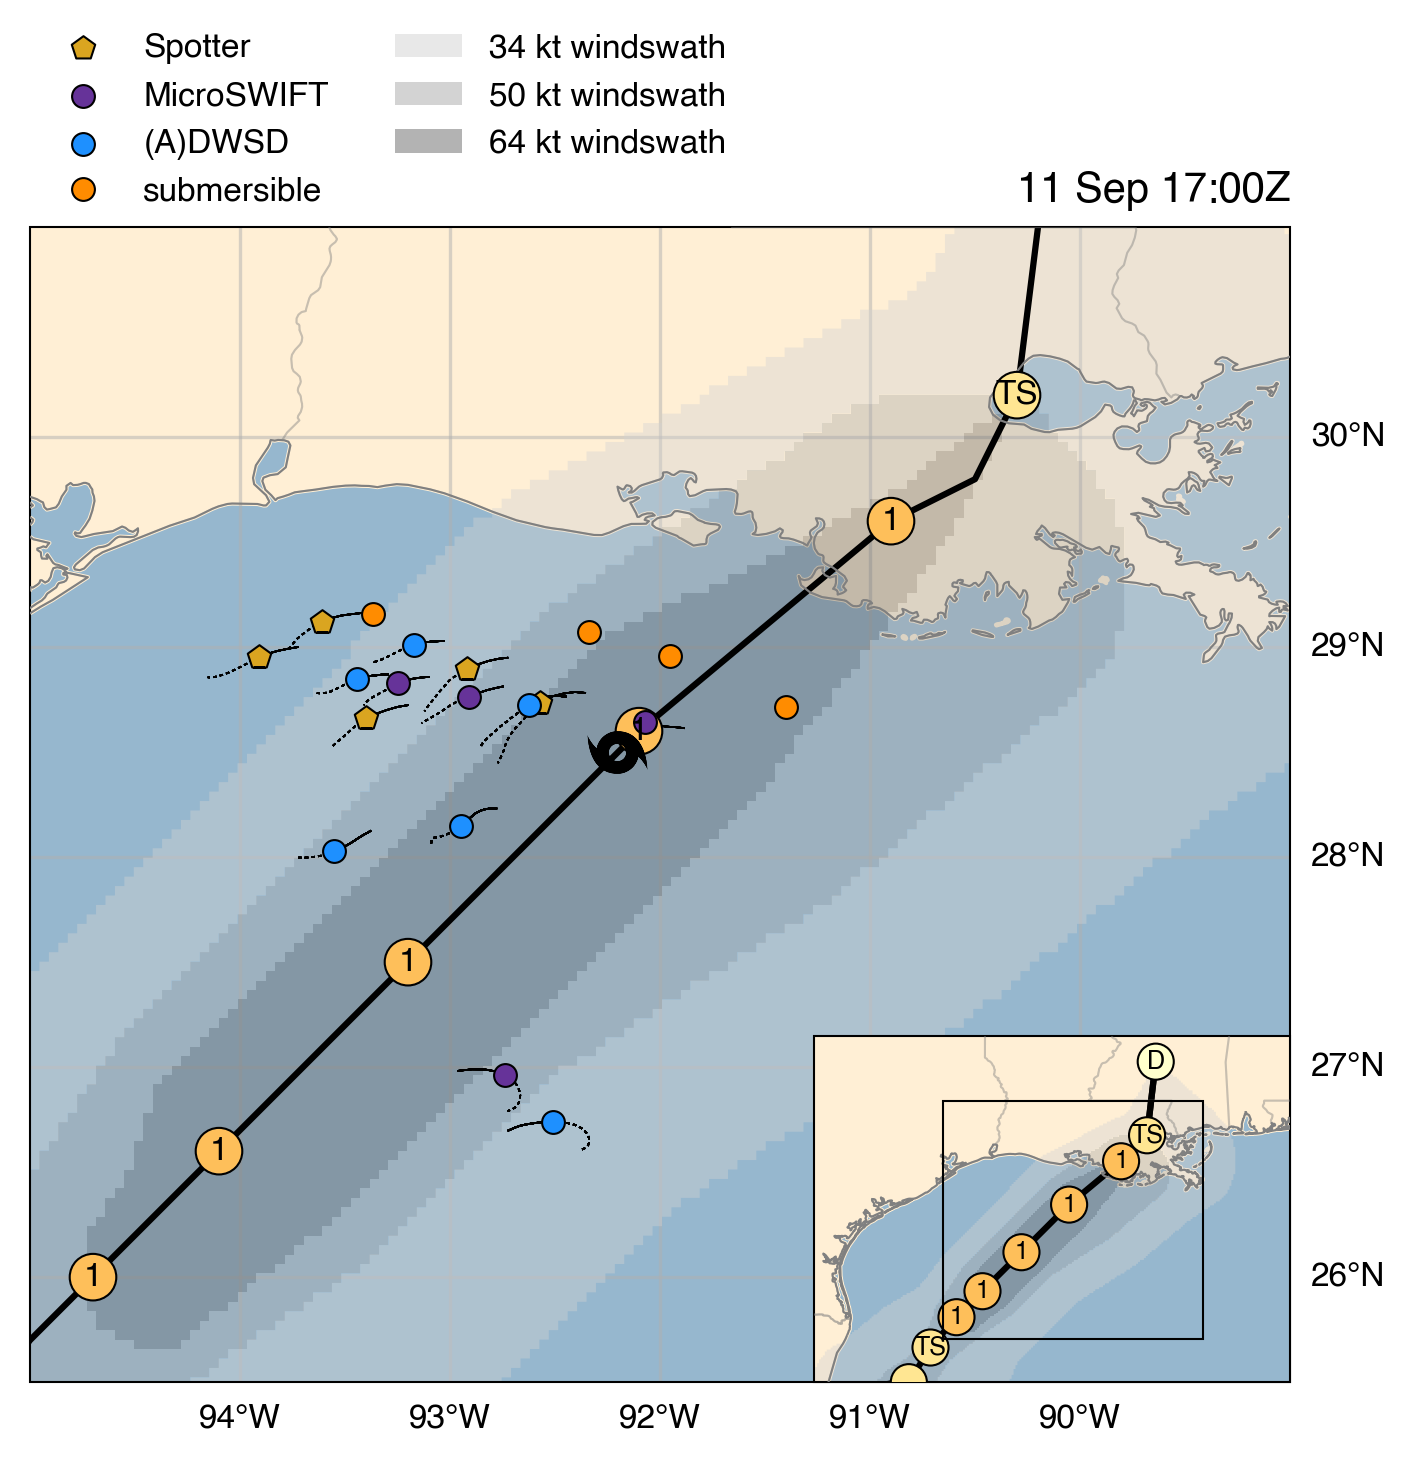 Spotter
MicroSWIFT
(A)DWSD
submersible
34 kt windswath
50 kt windswath
64 kt windswath
11 Sep 17:00Z
TS
30°N
1
29°N
1
28°N
1
27°N
1
1
26°N
D
TS
1
1
1
1
1
TS
94°W 93°W 92°W 91°W 90°W